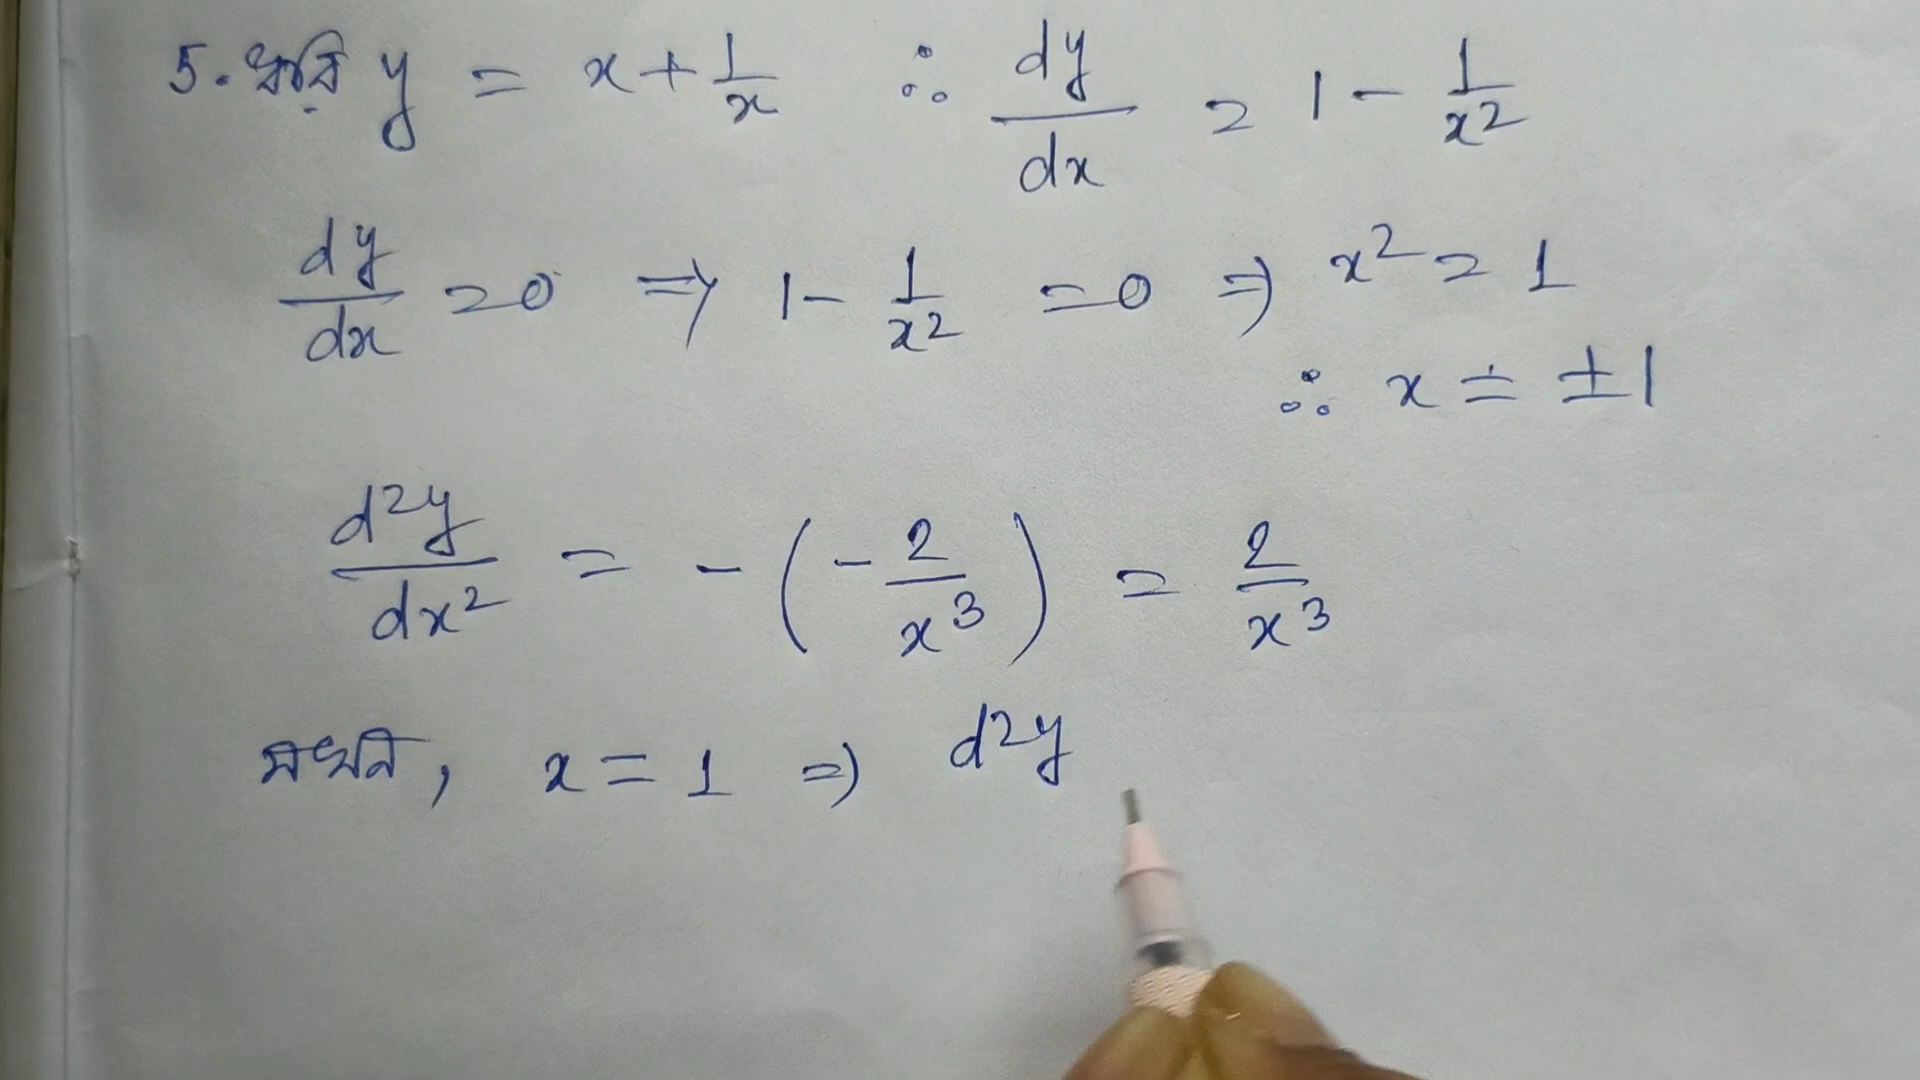 5. ধরি y = x + 1/x ∴ dy/dx = 1 - 1/x²
dy/dx = 0 ⇒ 1 - 1/x² = 0 ⇒ x² = 1
∴ x = ±1
d²y/dx² = - (- 2/x³) = 2/x³
যখন, x = 1 ⇒ d²y